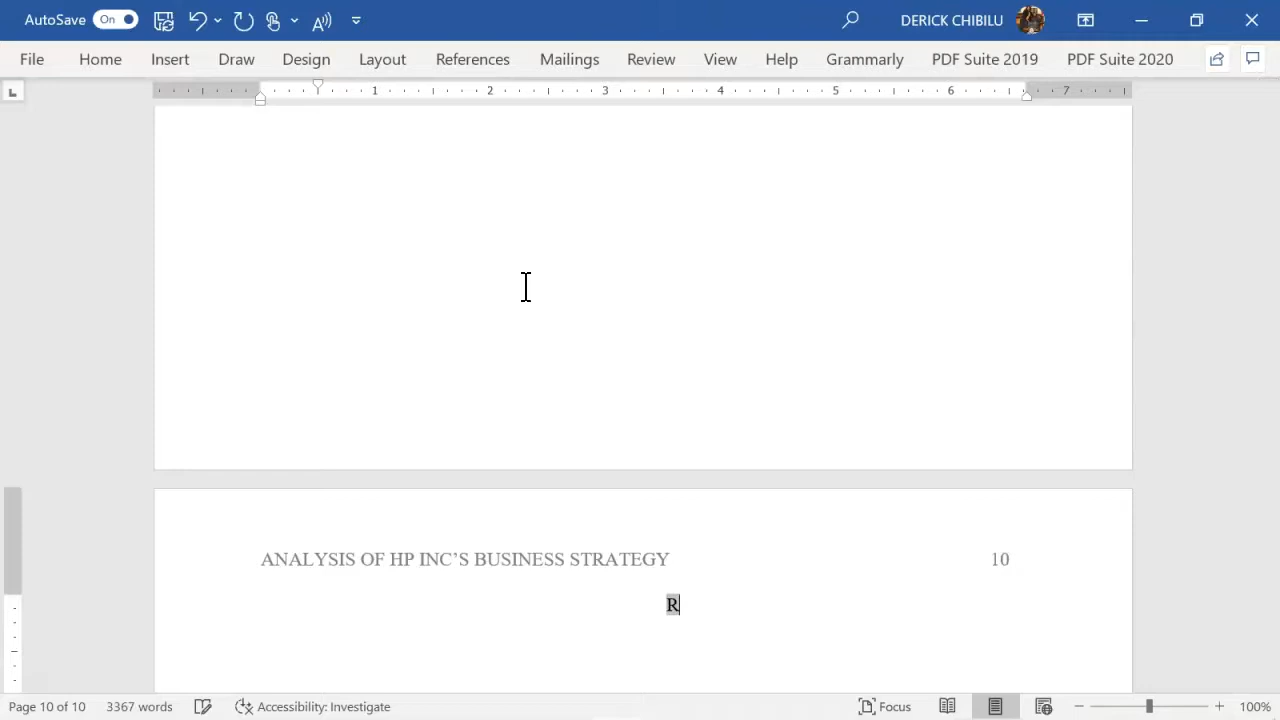 AutoSave On DERICK CHIBILU
File Home Insert Draw Design Layout References Mailings Review View Help Grammarly PDF Suite 2019 PDF Suite 2020
1 2 3 4 5 6 7
ANALYSIS OF HP INC’S BUSINESS STRATEGY 10
R
Page 10 of 10 3367 words Accessibility: Investigate Focus 100%